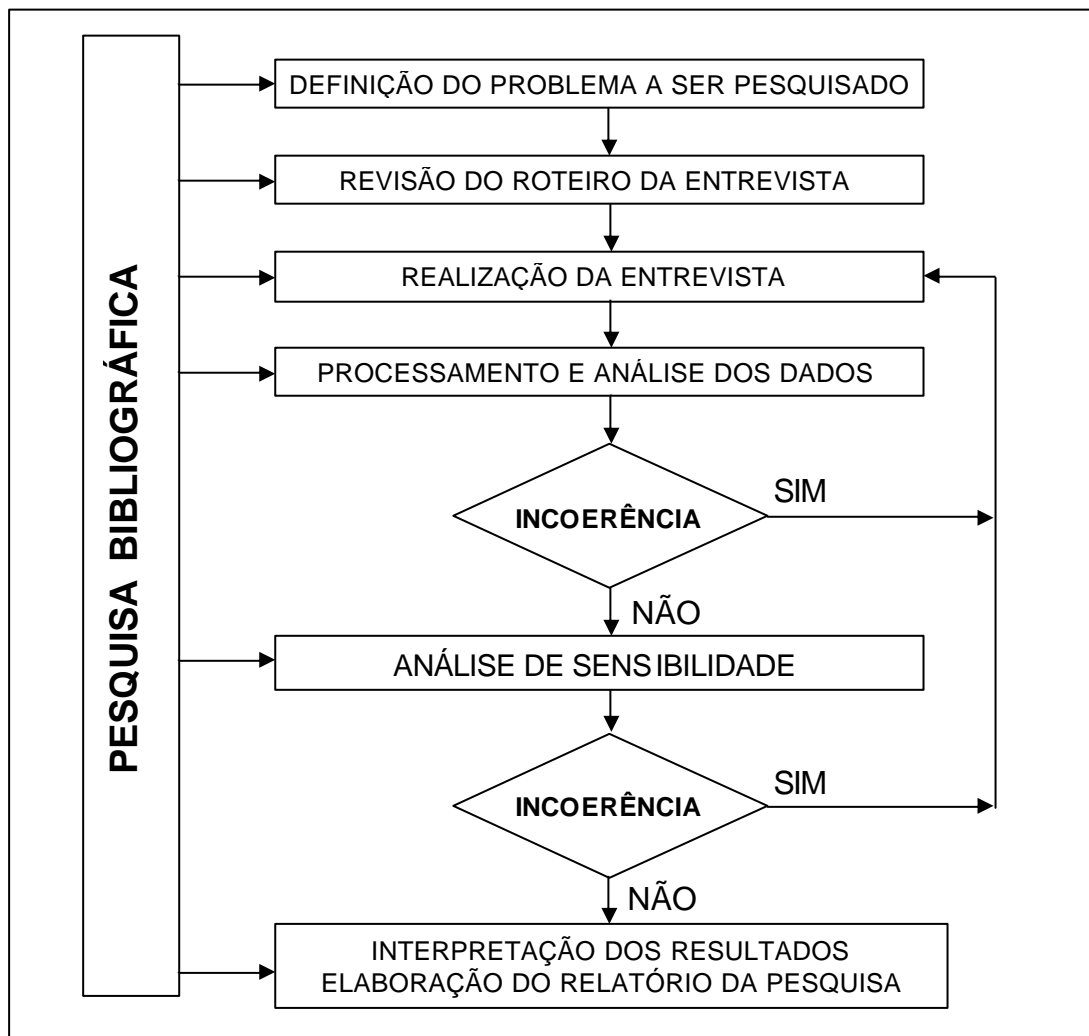 PESQUISA BIBLIOGRÁFICA
DEFINIÇÃO DO PROBLEMA A SER PESQUISADO
REVISÃO DO ROTEIRO DA ENTREVISTA
REALIZAÇÃO DA ENTREVISTA
PROCESSAMENTO E ANÁLISE DOS DADOS
INCOERÊNCIA
SIM
NÃO
ANÁLISE DE SENSIBILIDADE
INCOERÊNCIA
SIM
NÃO
INTERPRETAÇÃO DOS RESULTADOS
ELABORAÇÃO DO RELATÓRIO DA PESQUISA